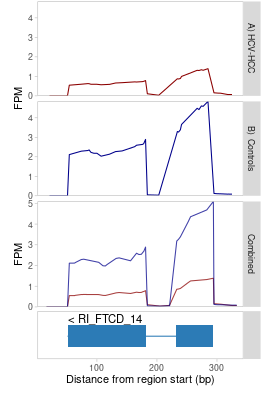 4
3
2
1
0
FPM
A) HCV-HCC
4
3
2
1
0
B) Controls
5
4
3
2
1
0
FPM
Combined
< RI_FTCD_14
100
200
300
Distance from region start (bp)